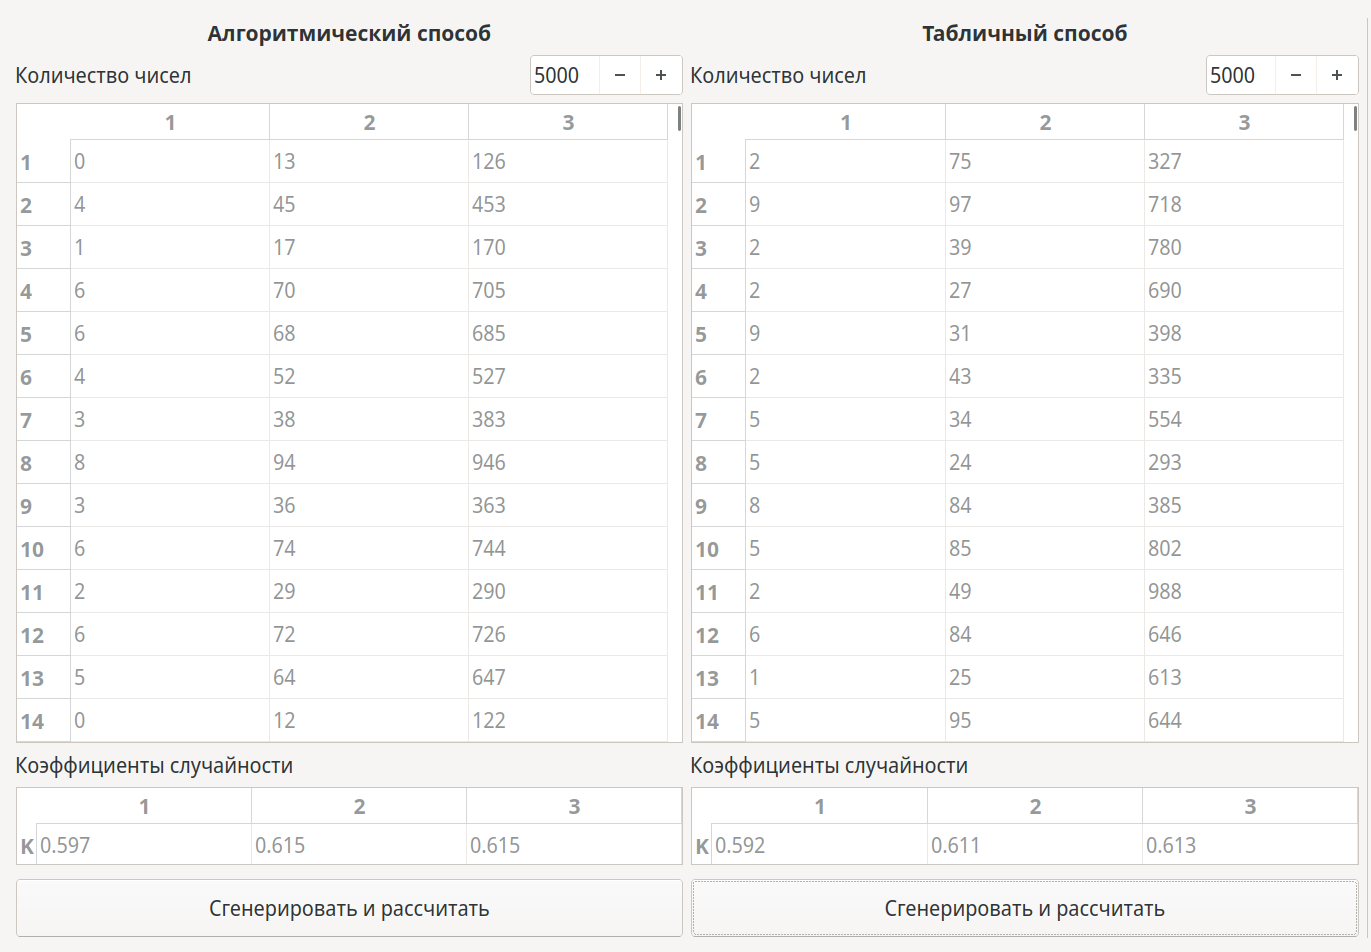 Алгоритмический способ
Количество чисел 5000 − +
1 2 3
1 0 13 126
2 4 45 453
3 1 17 170
4 6 70 705
5 6 68 685
6 4 52 527
7 3 38 383
8 8 94 946
9 3 36 363
10 6 74 744
11 2 29 290
12 6 72 726
13 5 64 647
14 0 12 122
Коэффициенты случайности
1 2 3
K 0.597 0.615 0.615
Сгенерировать и рассчитать
Табличный способ
Количество чисел 5000 − +
1 2 3
1 2 75 327
2 9 97 718
3 2 39 780
4 2 27 690
5 9 31 398
6 2 43 335
7 5 34 554
8 5 24 293
9 8 84 385
10 5 85 802
11 2 49 988
12 6 84 646
13 1 25 613
14 5 95 644
Коэффициенты случайности
1 2 3
K 0.592 0.611 0.613
Сгенерировать и рассчитать